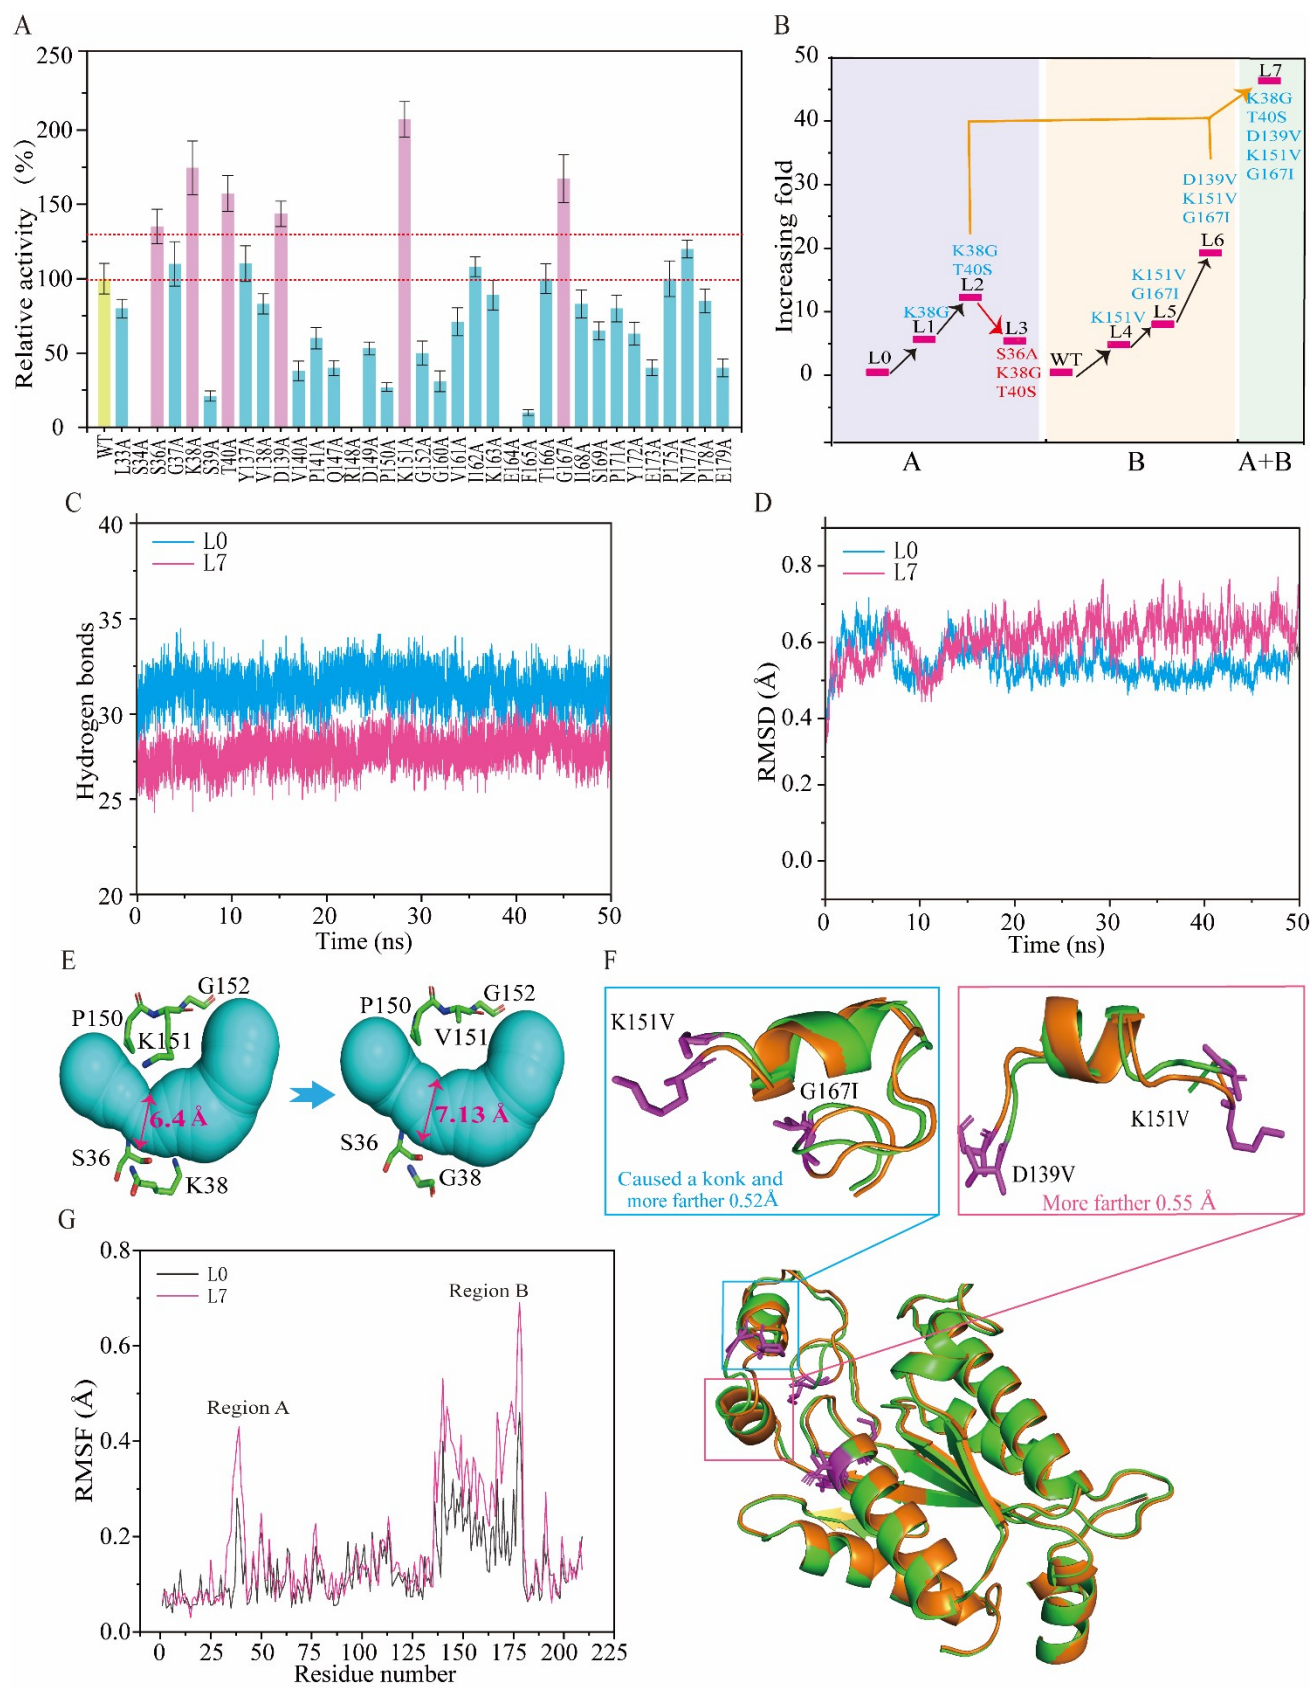 A
250
200
150
100
50
0
Relative activity (%)
WT
L33A
S34A
S36A
G37A
K38A
S39A
T40A
Y137A
V138A
D139A
V140A
P141A
Q147A
R148A
D149A
P150A
K151A
G152A
G160A
V161A
I162A
K163A
E164A
F165A
T166A
G167A
I168A
S169A
P171A
Y172A
E173A
P175A
N177A
P178A
E179A
B
50
40
30
20
10
0
Increasing fold
L0
K38G
L1
K38G
T40S
L2
L3
S36A
K38G
T40S
WT
K151V
L4
K151V
G167I
L5
D139V
K151V
G167I
L6
L7
K38G
T40S
D139V
K151V
G167I
A
B
A+B
C
40
35
30
25
20
Hydrogen bonds
L0
L7
0
10
20
30
40
50
Time (ns)
D
0.8
0.6
0.4
0.2
0.0
RMSD (Å)
L0
L7
0
10
20
30
40
50
Time (ns)
E
G152
P150
K151
6.4 Å
S36
K38
P150
G152
V151
7.13 Å
S36
G38
F
K151V
G167I
Caused a konk and
more farther 0.52Å
K151V
D139V
More farther 0.55 Å
G
0.8
0.6
0.4
0.2
0.0
RMSF (Å)
L0
L7
Region A
Region B
0
25
50
75
100
125
150
175
200
225
Residue number